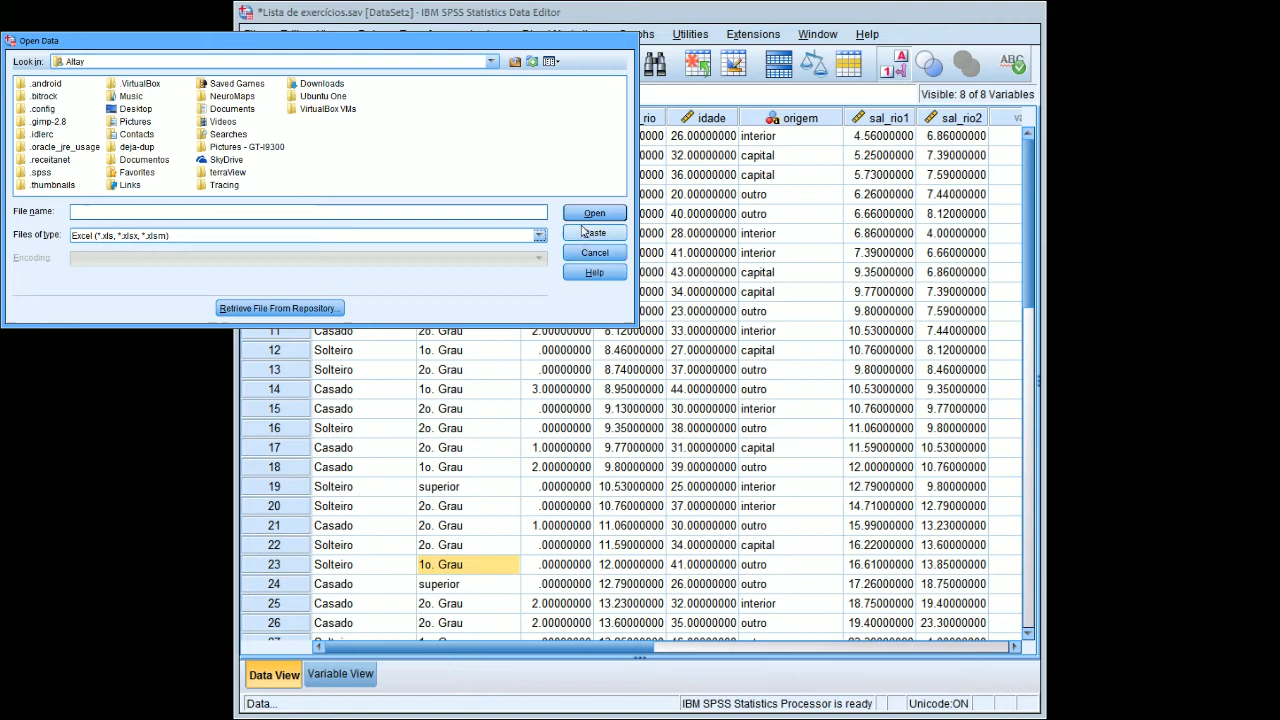 *Lista de exercícios.sav [DataSet2] - IBM SPSS Statistics Data Editor
Utilities Extensions Window Help
Open Data
Look in: Altay
.android .VirtualBox Saved Games Downloads
.bitrock Music NeuroMaps Ubuntu One
.config Desktop Documents VirtualBox VMs
.gimp-2.8 Pictures Videos
.idlerc Contacts Searches
.oracle_jre_usage deja-dup Pictures - GT-I9300
.receitanet Documentos SkyDrive
.spss Favorites terraView
.thumbnails Links Tracing
File name: Open
Files of type: Excel (*.xls, *.xlsx, *.xlsm)
Encoding: Cancel
Help
Retrieve File From Repository...
A
1
ABC
Visible: 8 of 8 Variables
rio idade origem sal_rio1 sal_rio2
0000 26.00000000 interior 4.56000000 6.86000000
0000 32.00000000 capital 5.25000000 7.39000000
0000 36.00000000 capital 5.73000000 7.59000000
0000 20.00000000 outro 6.26000000 7.44000000
0000 40.00000000 outro 6.66000000 8.12000000
0000 28.00000000 interior 6.86000000 4.00000000
0000 41.00000000 interior 7.39000000 6.66000000
0000 43.00000000 capital 9.35000000 6.86000000
0000 34.00000000 capital 9.77000000 7.39000000
0000 23.00000000 outro 9.80000000 7.59000000
11 Casado 2o. Grau 2.00000000 8.12000000 33.00000000 interior 10.53000000 7.44000000
12 Solteiro 1o. Grau .00000000 8.46000000 27.00000000 capital 10.76000000 8.12000000
13 Solteiro 2o. Grau .00000000 8.74000000 37.00000000 outro 9.80000000 8.46000000
14 Casado 1o. Grau 3.00000000 8.95000000 44.00000000 outro 10.53000000 9.35000000
15 Casado 2o. Grau .00000000 9.13000000 30.00000000 interior 10.76000000 9.77000000
16 Solteiro 2o. Grau .00000000 9.35000000 38.00000000 outro 11.06000000 9.80000000
17 Casado 2o. Grau 1.00000000 9.77000000 31.00000000 capital 11.59000000 10.53000000
18 Casado 1o. Grau 2.00000000 9.80000000 39.00000000 outro 12.00000000 10.76000000
19 Solteiro superior .00000000 10.53000000 25.00000000 interior 12.79000000 9.80000000
20 Solteiro 2o. Grau .00000000 10.76000000 37.00000000 interior 14.71000000 12.79000000
21 Casado 2o. Grau 1.00000000 11.06000000 30.00000000 outro 15.99000000 13.23000000
22 Solteiro 2o. Grau .00000000 11.59000000 34.00000000 capital 16.22000000 13.60000000
23 Solteiro 1o. Grau .00000000 12.00000000 41.00000000 outro 16.61000000 13.85000000
24 Casado superior .00000000 12.79000000 26.00000000 outro 17.26000000 18.75000000
25 Casado 2o. Grau 2.00000000 13.23000000 32.00000000 interior 18.75000000 19.40000000
26 Casado 2o. Grau 2.00000000 13.60000000 35.00000000 outro 19.40000000 23.30000000
Data View Variable View
Data... IBM SPSS Statistics Processor is ready Unicode:ON